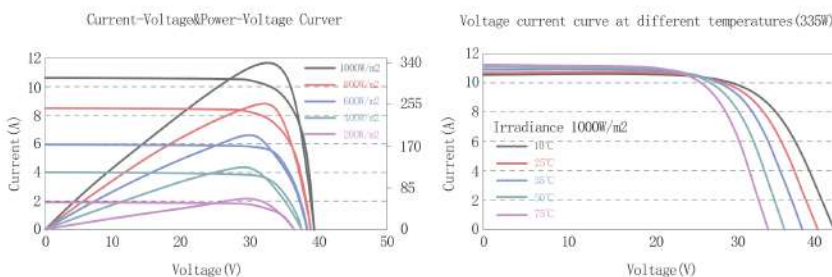 Current-Voltage&Power-Voltage Curver
12
10
8
6
4
2
0
Current(A)
1000W/m2
800W/m2
600W/m2
400W/m2
200W/m2
340
255
170
85
0
0
10
20
30
40
50
Voltage(V)
Voltage current curve at different temperatures(335W)
12
10
8
6
4
2
0
Current(A)
Irradiance 1000W/m2
10℃
25℃
50℃
75℃
0
10
20
30
40
Voltage(V)